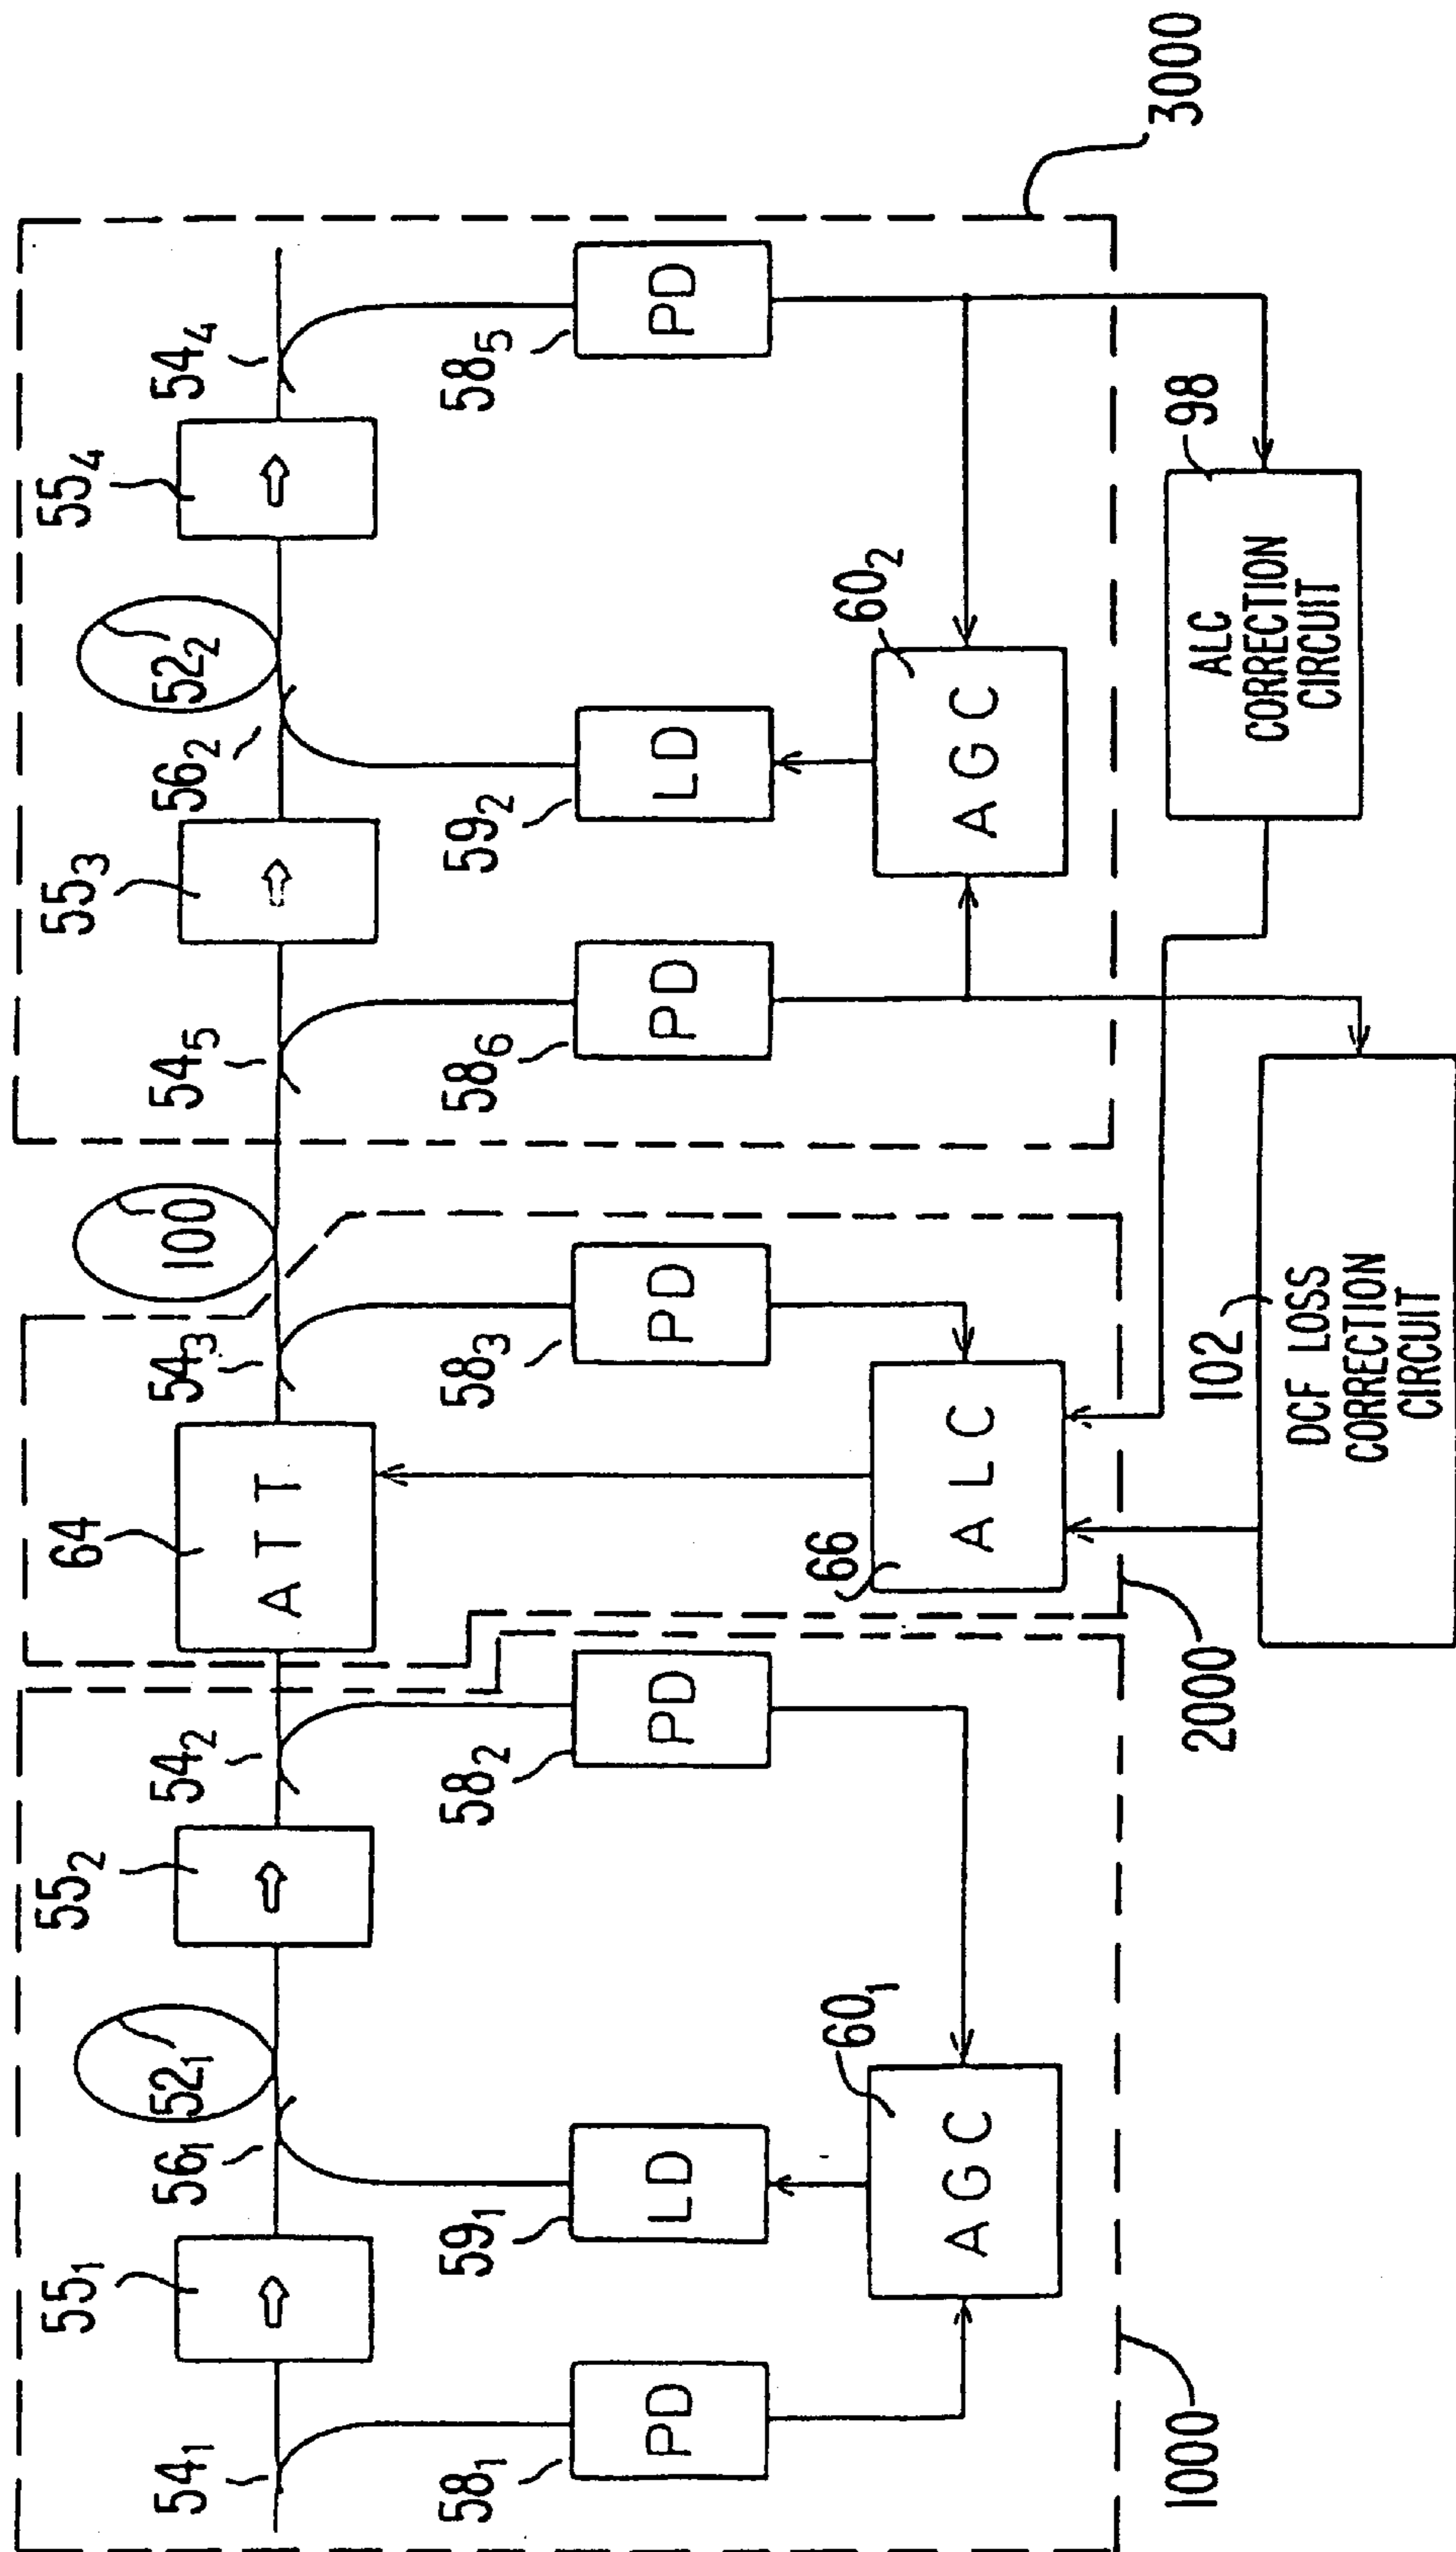 55₁
55₂
64
55₃
55₄
54₁
56₁
52₁
54₂
54₃
100
54₅
56₂
52₂
54₄
ATT
58₁
59₁
58₂
58₃
58₆
59₂
58₅
PD
LD
PD
PD
PD
LD
PD
60₁
66
60₂
AGC
ALC
AGC
1000
2000
102
98
3000
ALC
CORRECTION
CIRCUIT
DCF LOSS
CORRECTION
CIRCUIT